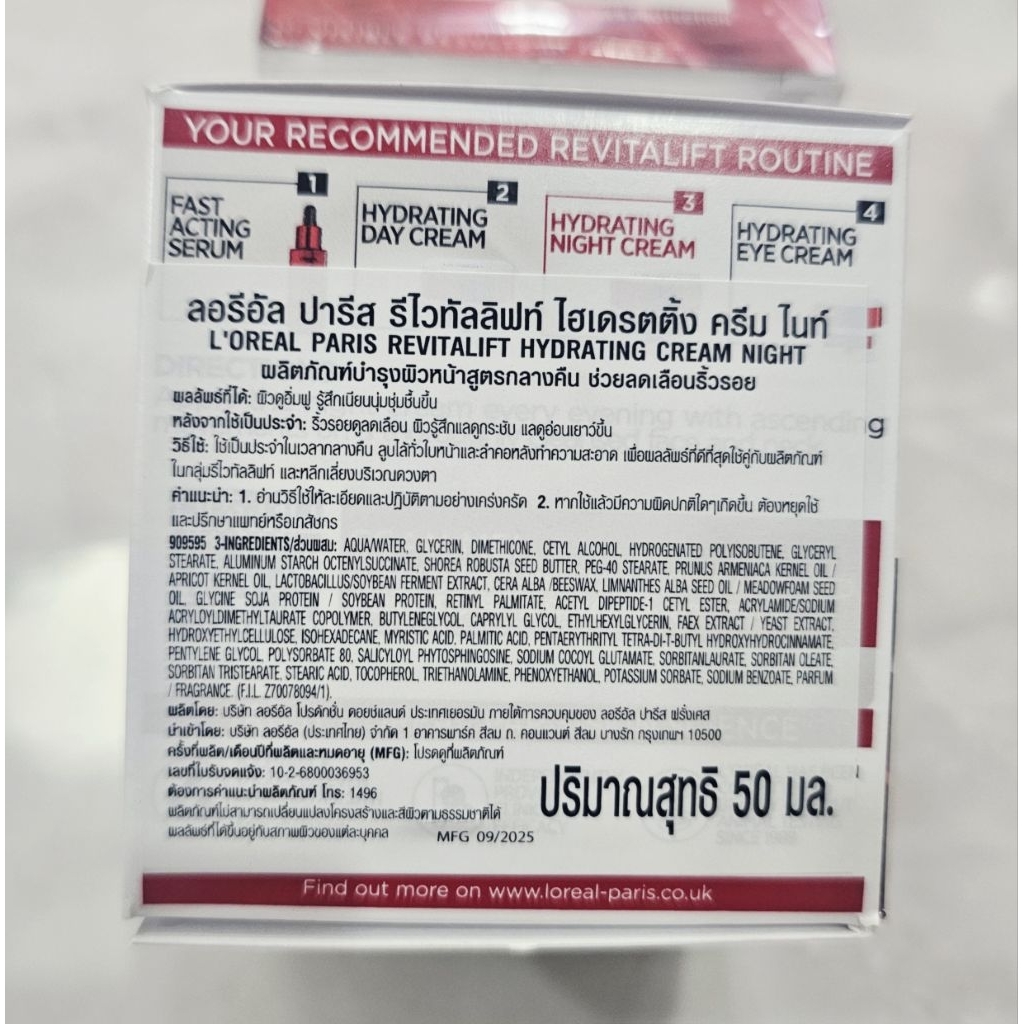 YOUR RECOMMENDED REVITALIFT ROUTINE
1
FAST
ACTING
SERUM
2
HYDRATING
DAY CREAM
3
HYDRATING
NIGHT CREAM
4
HYDRATING
EYE CREAM
ลอรีอัล ปารีส รีไวทัลลิฟท์ ไฮเดรตติ้ง ครีม ไนท์
L'OREAL PARIS REVITALIFT HYDRATING CREAM NIGHT
ผลิตภัณฑ์บำรุงผิวหน้าสูตรกลางคืน ช่วยลดเลือนริ้วรอย
ผลลัพธ์ที่ได้: ผิวดูอิ่มฟู รู้สึกเนียนนุ่มชุ่มชื้นขึ้น
หลังจากใช้เป็นประจำ: ริ้วรอยดูลดเลือน ผิวรู้สึกแลดูกระชับ แลดูอ่อนเยาว์ขึ้น
วิธีใช้: ใช้เป็นประจำในเวลากลางคืน ลูบไล้ทั่วใบหน้าและลำคอหลังทำความสะอาด เพื่อผลลัพธ์ที่ดีที่สุดใช้คู่กับผลิตภัณฑ์
ในกลุ่มรีไวทัลลิฟท์ และหลีกเลี่ยงบริเวณดวงตา
คำแนะนำ: 1. อ่านวิธีใช้ให้ละเอียดและปฏิบัติตามอย่างเคร่งครัด 2. หากใช้แล้วมีความผิดปกติใดๆเกิดขึ้น ต้องหยุดใช้
และปรึกษาแพทย์หรือเภสัชกร
909595 3-INGREDIENTS/ส่วนผสม: AQUA/WATER, GLYCERIN, DIMETHICONE, CETYL ALCOHOL, HYDROGENATED POLYISOBUTENE, GLYCERYL
STEARATE, ALUMINUM STARCH OCTENYLSUCCINATE, SHOREA ROBUSTA SEED BUTTER, PEG-40 STEARATE, PRUNUS ARMENIACA KERNEL OIL /
APRICOT KERNEL OIL, LACTOBACILLUS/SOYBEAN FERMENT EXTRACT, CERA ALBA /BEESWAX, LIMNANTHES ALBA SEED OIL / MEADOWFOAM SEED
OIL, GLYCINE SOJA PROTEIN / SOYBEAN PROTEIN, RETINYL PALMITATE, ACETYL DIPEPTIDE-1 CETYL ESTER, ACRYLAMIDE/SODIUM
ACRYLOYLDIMETHYLTAURATE COPOLYMER, BUTYLENEGLYCOL, CAPRYLYL GLYCOL, ETHYLHEXYLGLYCERIN, FAEX EXTRACT / YEAST EXTRACT,
HYDROXYETHYLCELLULOSE, ISOHEXADECANE, MYRISTIC ACID, PALMITIC ACID, PENTAERYTHRITYL TETRA-DI-T-BUTYL HYDROXYHYDROCINNAMATE,
PENTYLENE GLYCOL, POLYSORBATE 80, SALICYLOYL PHYTOSPHINGOSINE, SODIUM COCOYL GLUTAMATE, SORBITANLAURATE, SORBITAN OLEATE,
SORBITAN TRISTEARATE, STEARIC ACID, TOCOPHEROL, TRIETHANOLAMINE, PHENOXYETHANOL, POTASSIUM SORBATE, SODIUM BENZOATE, PARFUM
/ FRAGRANCE. (F.I.L. Z70078094/1).
ผลิตโดย: บริษัท ลอรีอัล โปรดักชั่น ดอยช์แลนด์ ประเทศเยอรมัน ภายใต้การควบคุมของ ลอรีอัล ปารีส ฝรั่งเศส
นำเข้าโดย: บริษัท ลอรีอัล (ประเทศไทย) จำกัด 1 อาคารพาร์ค สีลม ถ. คอนแวนต์ สีลม บางรัก กรุงเทพฯ 10500
ครั้งที่ผลิต/เดือนปีที่ผลิตและหมดอายุ (MFG): โปรดดูที่ผลิตภัณฑ์
เลขที่ใบรับจดแจ้ง: 10-2-6800036953
ต้องการคำแนะนำผลิตภัณฑ์ โทร: 1496
ผลิตภัณฑ์ไม่สามารถเปลี่ยนแปลงโครงสร้างและสีผิวตามธรรมชาติได้
ผลลัพธ์ที่ได้ขึ้นอยู่กับสภาพผิวของแต่ละบุคคล
MFG 09/2025
ปริมาณสุทธิ 50 มล.
Find out more on www.loreal-paris.co.uk